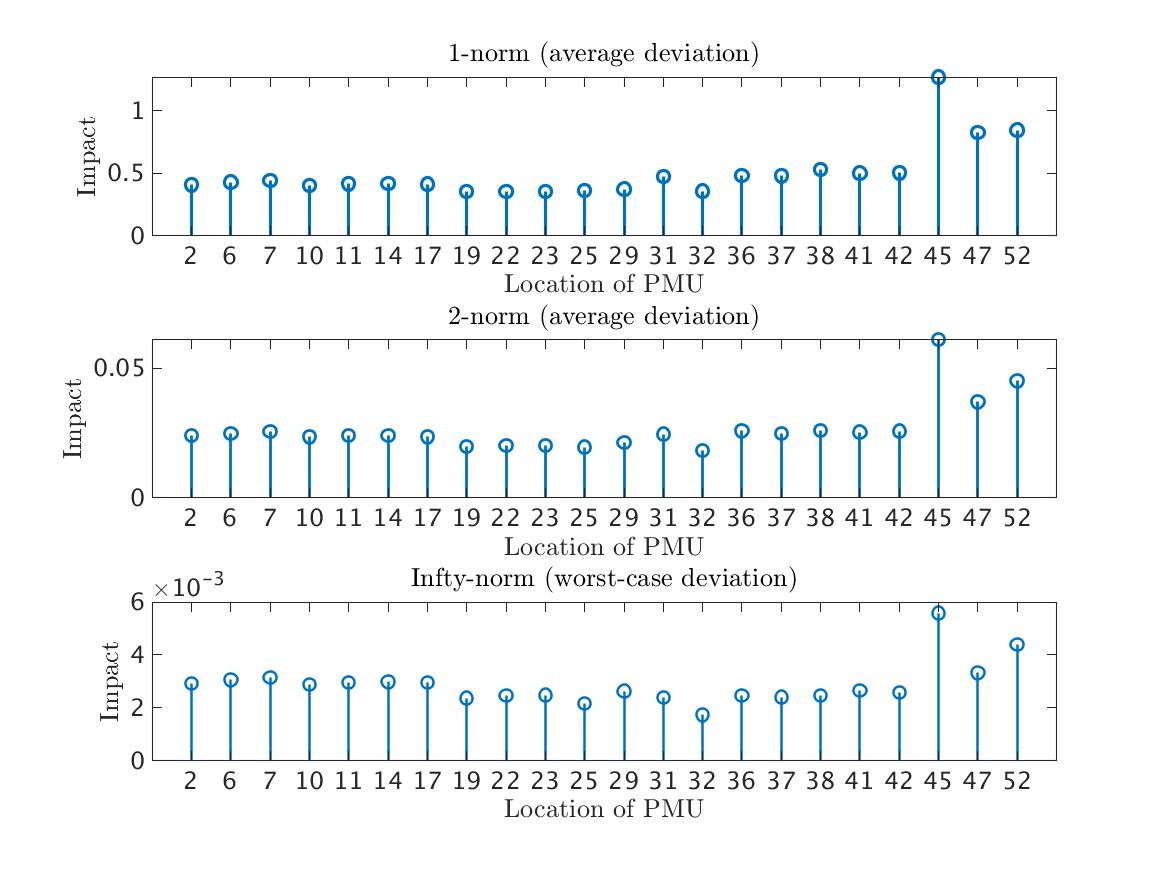 1-norm (average deviation)
Impact
1
0.5
0
2 6 7 10 11 14 17 19 22 23 25 29 31 32 36 37 38 41 42 45 47 52
Location of PMU
2-norm (average deviation)
Impact
0.05
0
2 6 7 10 11 14 17 19 22 23 25 29 31 32 36 37 38 41 42 45 47 52
Location of PMU
Infty-norm (worst-case deviation)
×10⁻³
Impact
6
4
2
0
2 6 7 10 11 14 17 19 22 23 25 29 31 32 36 37 38 41 42 45 47 52
Location of PMU